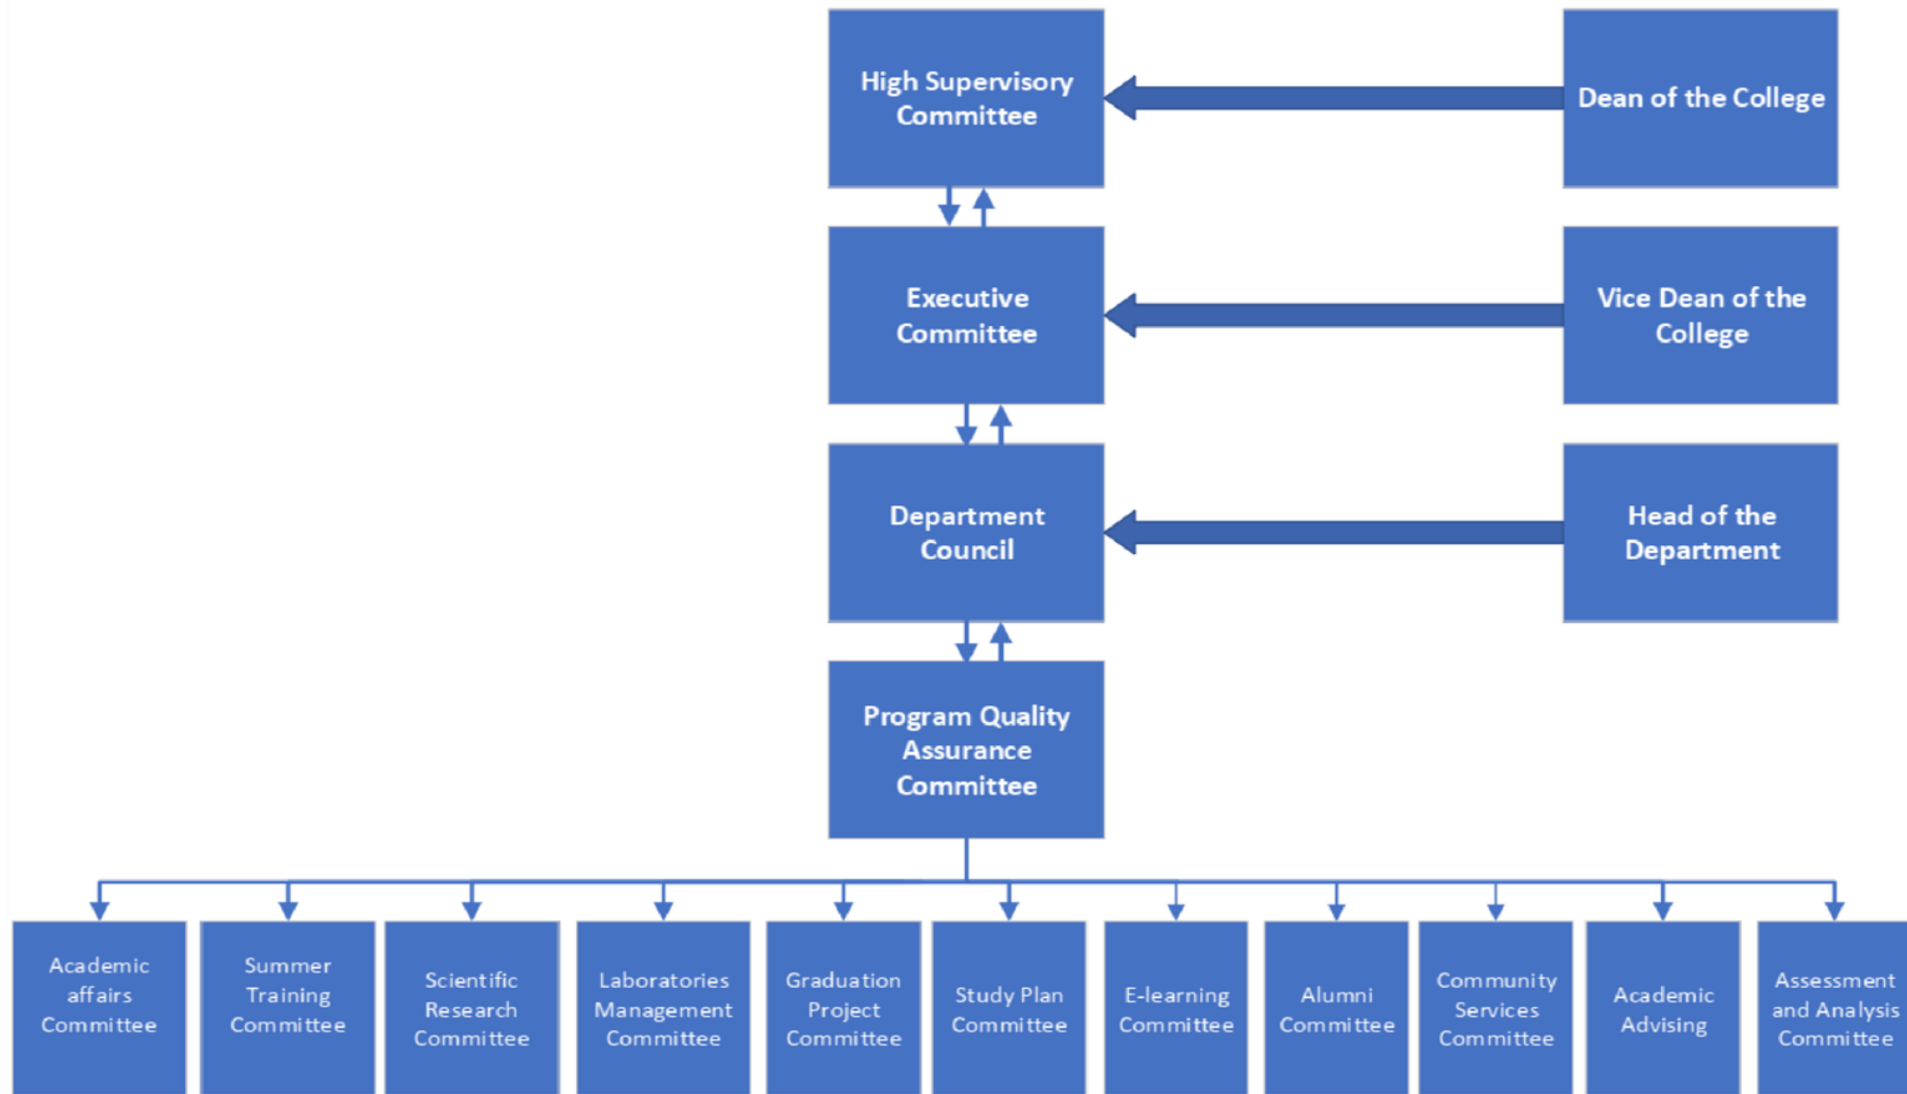 High Supervisory
Committee
Dean of the College
Executive
Committee
Vice Dean of the
College
Department
Council
Head of the
Department
Program Quality
Assurance
Committee
Academic
affairs
Committee
Summer
Training
Committee
Scientific
Research
Committee
Laboratories
Management
Committee
Graduation
Project
Committee
Study Plan
Committee
E-learning
Committee
Alumni
Committee
Community
Services
Committee
Academic
Advising
Assessment
and Analysis
Committee